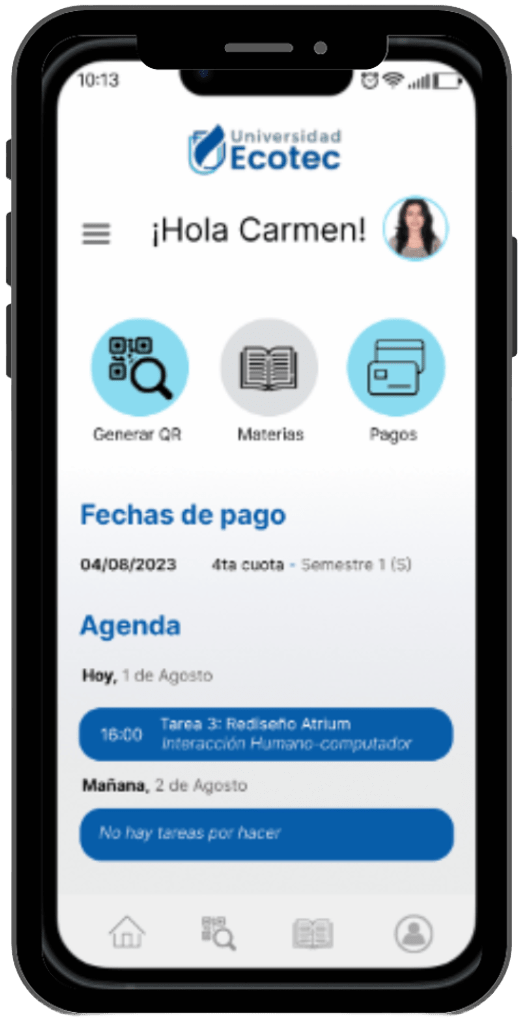 10:13
Universidad
Ecotec
¡Hola Carmen!
Generar QR
Materias
Pagos
Fechas de pago
04/08/2023 4ta cuota - Semestre 1 (S)
Agenda
Hoy, 1 de Agosto
16:00 Tarea 3: Rediseño Atrium
Interacción Humano-computador
Mañana, 2 de Agosto
No hay tareas por hacer